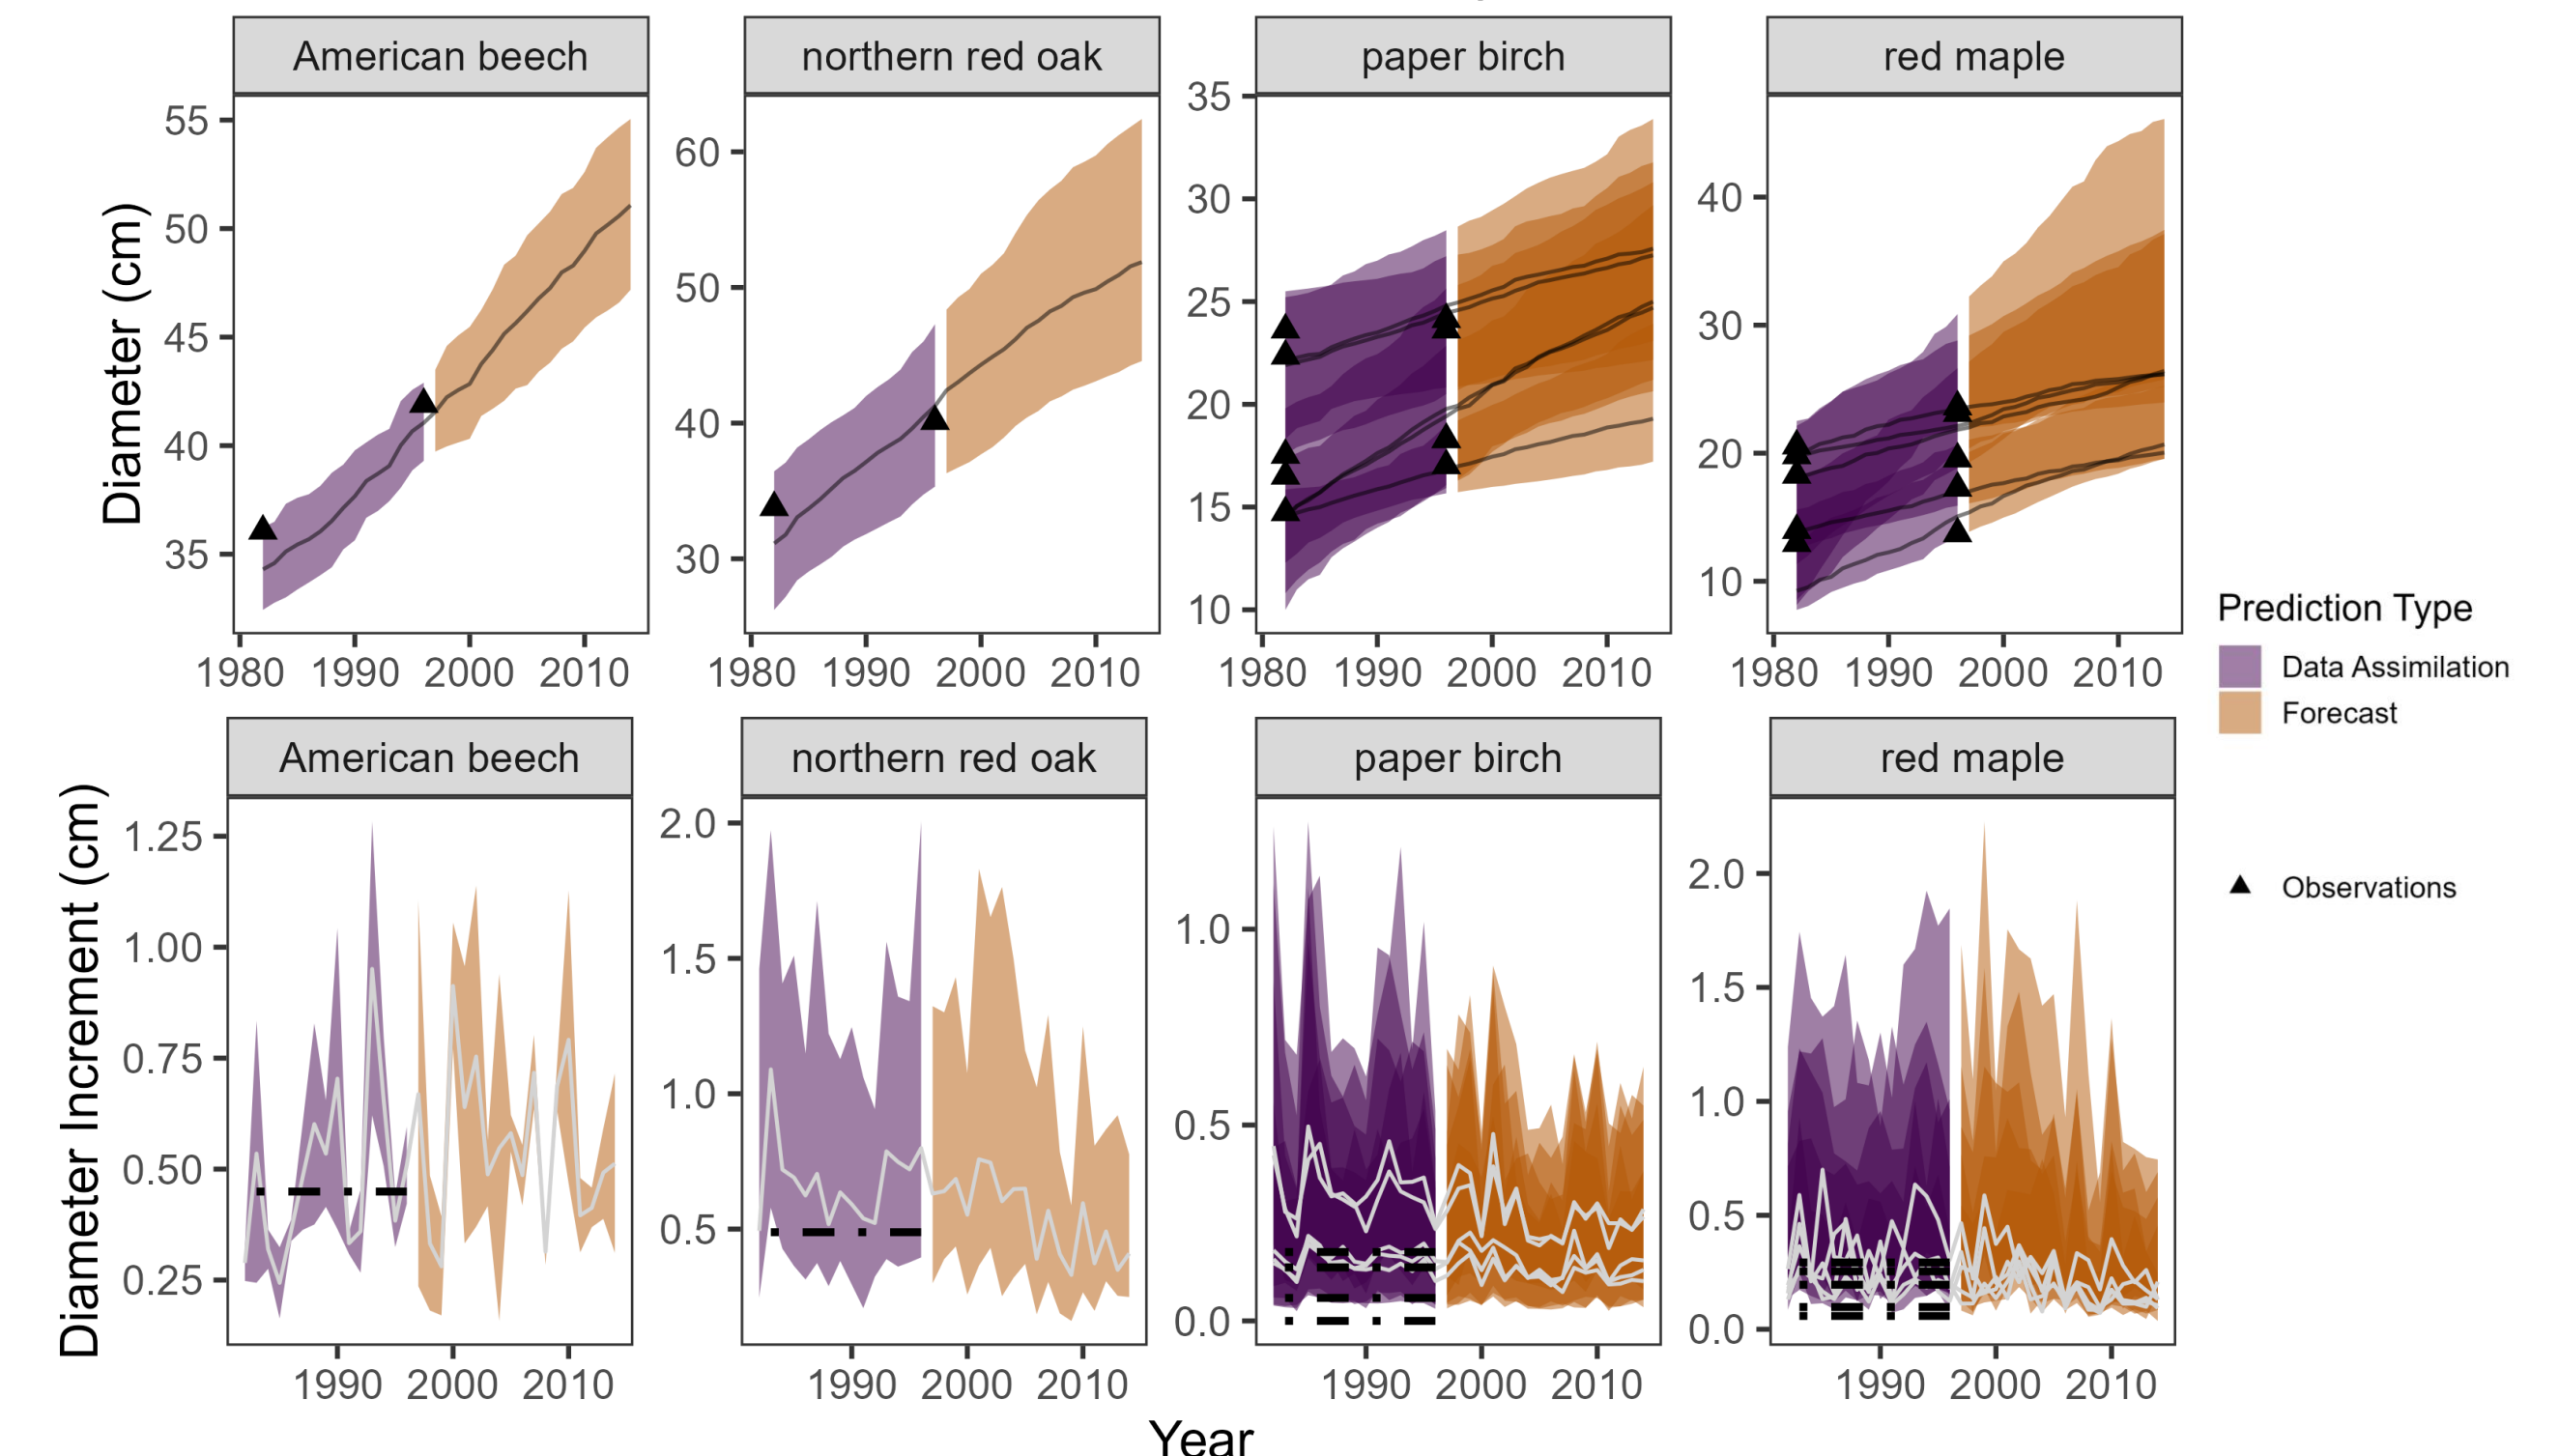 American beech
northern red oak
paper birch
red maple
Diameter (cm)
55
50
45
40
35
60
50
40
30
35
30
25
20
15
10
40
30
20
10
1980 1990 2000 2010
1980 1990 2000 2010
1980 1990 2000 2010
1980 1990 2000 2010
Prediction Type
Data Assimilation
Forecast
Observations
American beech
northern red oak
paper birch
red maple
Diameter Increment (cm)
1.25
1.00
0.75
0.50
0.25
2.0
1.5
1.0
0.5
1.0
0.5
0.0
2.0
1.5
1.0
0.5
0.0
1990 2000 2010
1990 2000 2010
1990 2000 2010
1990 2000 2010
Year